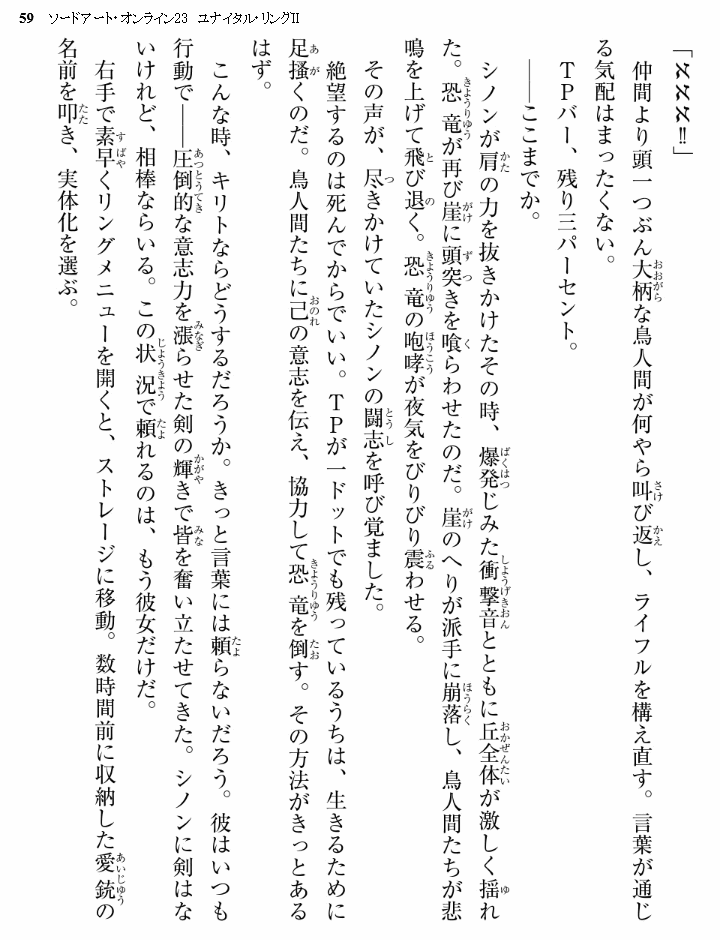 59 ソードアート・オンライン23 ユナイタル・リングII
「ℵℵℵ‼」
　仲間より頭一つぶん大柄な鳥人間が何やら叫び返し、ライフルを構え直す。言葉が通じ
る気配はまったくない。
　TPバー、残り三パーセント。
　――ここまでか。
　シノンが肩の力を抜きかけたその時、爆発じみた衝撃音とともに丘全体が激しく揺れ
た。恐竜が再び崖に頭突きを喰らわせたのだ。崖のへりが派手に崩落し、鳥人間たちが悲
鳴を上げて飛び退く。恐竜の咆哮が夜気をびりびり震わせる。
　その声が、尽きかけていたシノンの闘志を呼び覚ました。
　絶望するのは死んでからでいい。TPが一ドットでも残っているうちは、生きるために
足掻くのだ。鳥人間たちに己の意志を伝え、協力して恐竜を倒す。その方法がきっとある
はず。
　こんな時、キリトならどうするだろうか。きっと言葉には頼らないだろう。彼はいつも
行動で――圧倒的な意志力を漲らせた剣の輝きで皆を奮い立たせてきた。シノンに剣はな
いけれど、相棒ならいる。この状況で頼れるのは、もう彼女だけだ。
　右手で素早くリングメニューを開くと、ストレージに移動。数時間前に収納した愛銃の
名前を叩き、実体化を選ぶ。